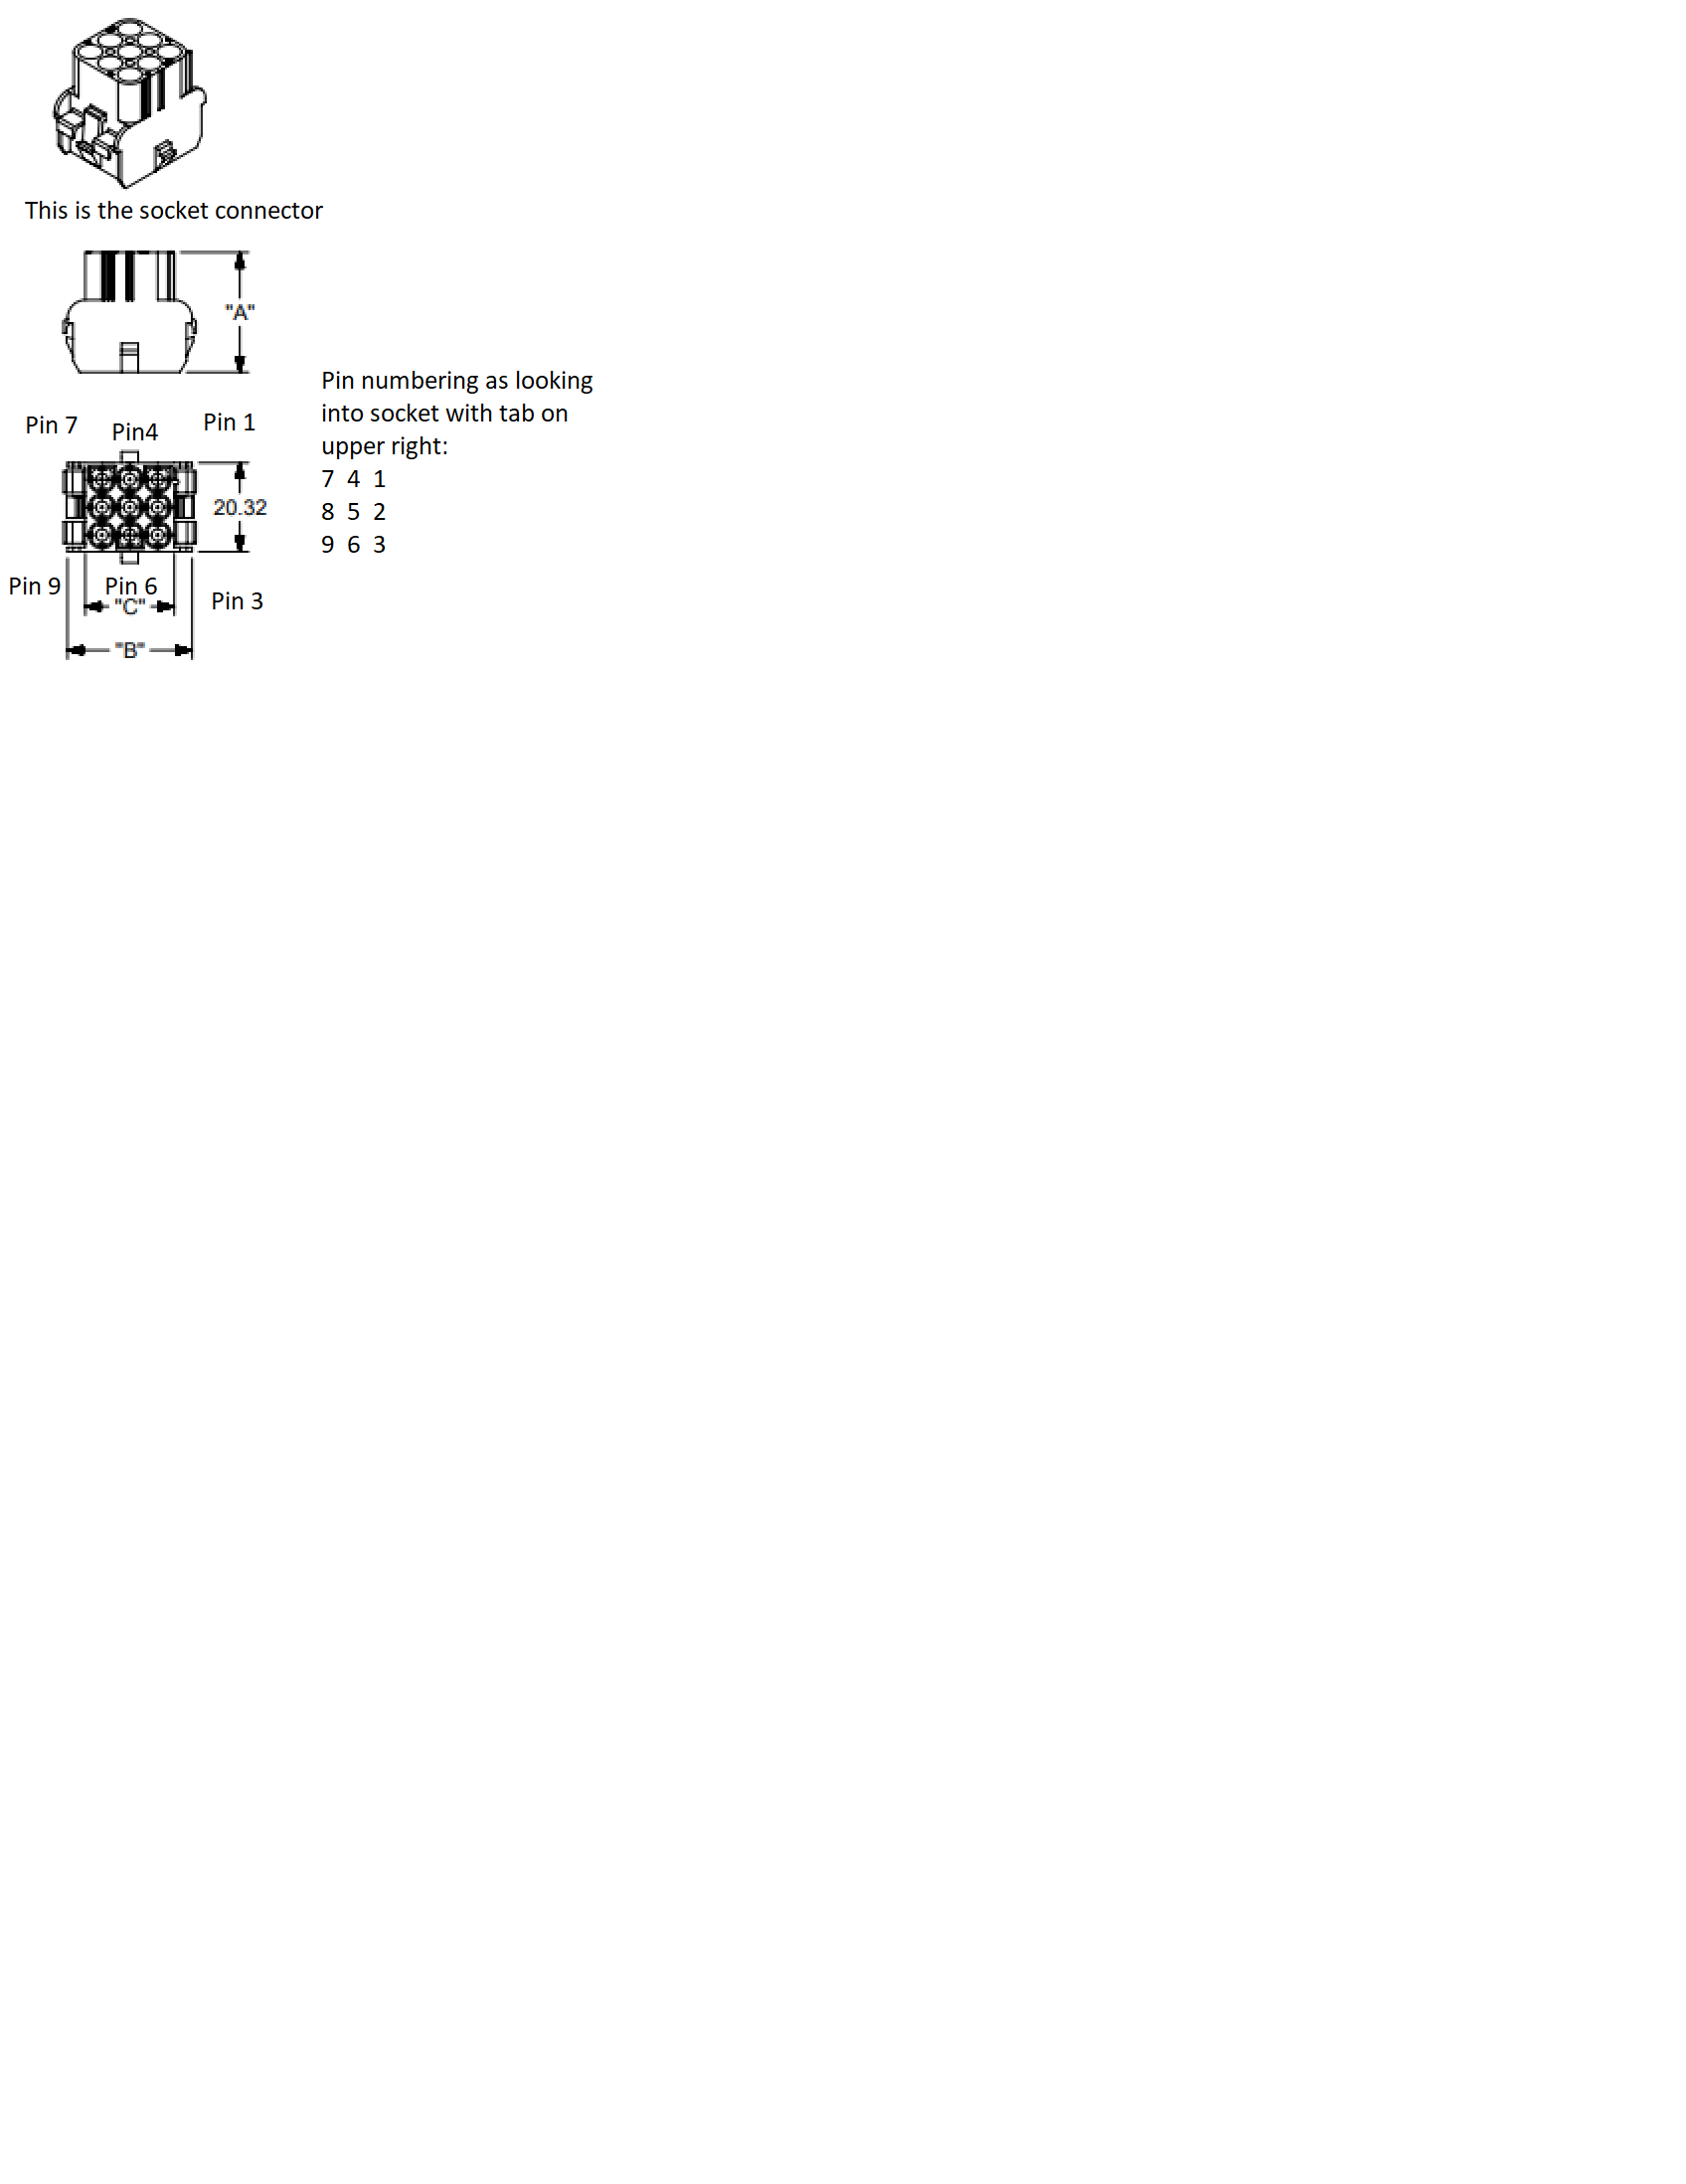 This is the socket connector
"A"
Pin numbering as looking
into socket with tab on
upper right:
7 4 1
8 5 2
9 6 3
Pin 7
Pin4
Pin 1
20.32
Pin 9
Pin 6
Pin 3
"C"
"B"